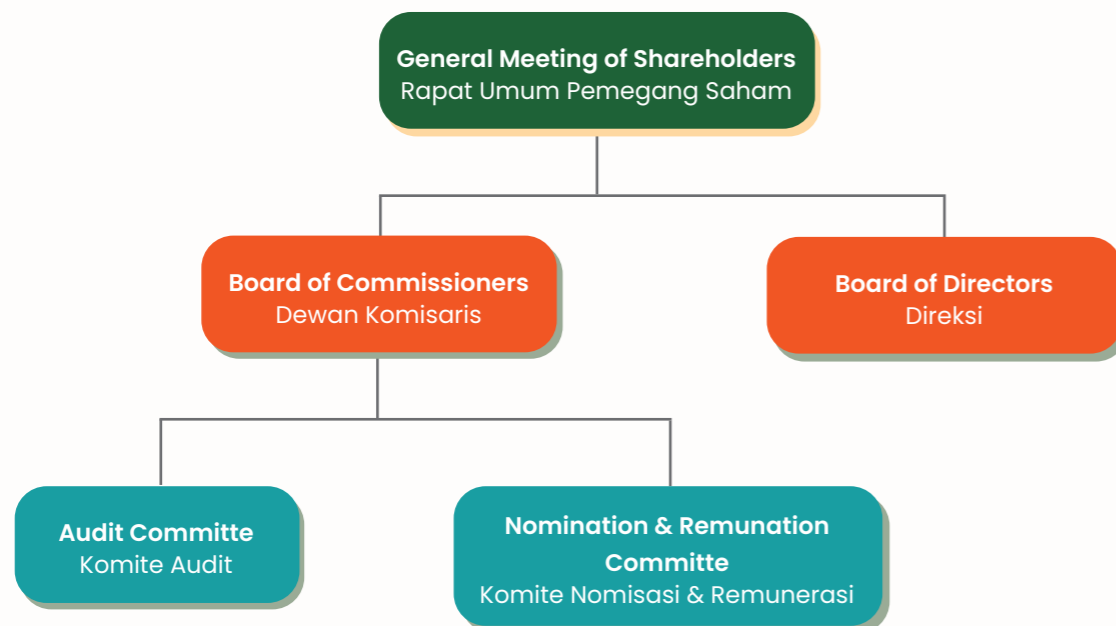 General Meeting of Shareholders
Rapat Umum Pemegang Saham
Board of Commissioners
Dewan Komisaris
Board of Directors
Direksi
Audit Committe
Komite Audit
Nomination & Remunation
Committe
Komite Nomisasi & Remunerasi